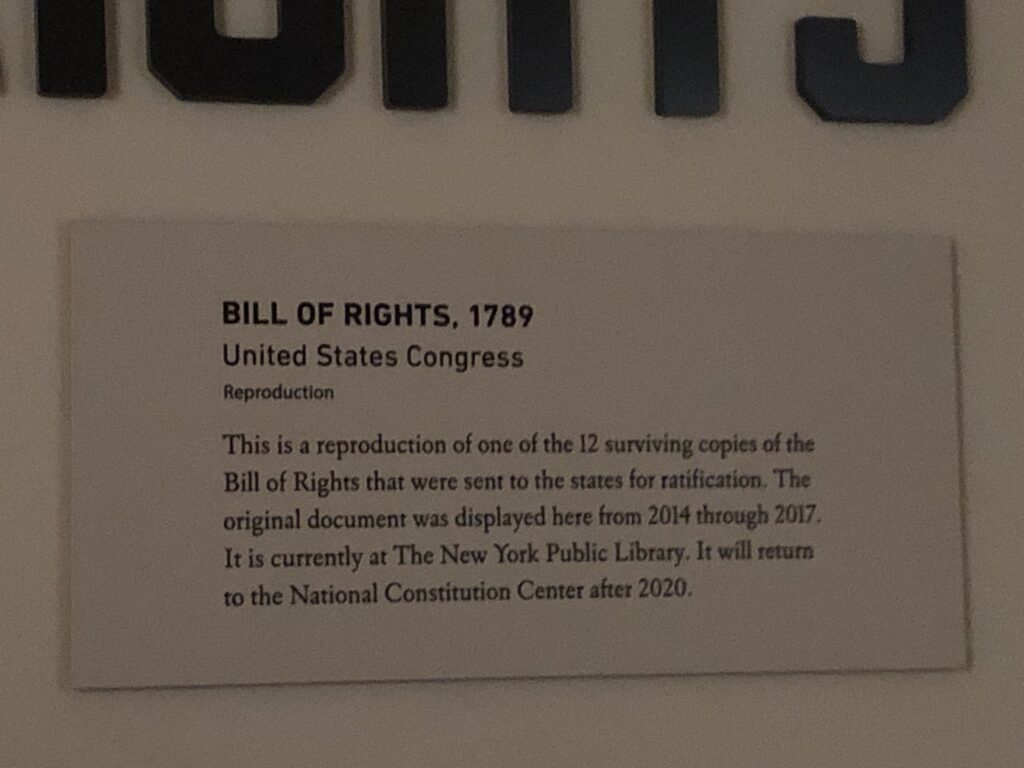 RIGHTS
BILL OF RIGHTS, 1789
United States Congress
Reproduction
This is a reproduction of one of the 12 surviving copies of the
Bill of Rights that were sent to the states for ratification. The
original document was displayed here from 2014 through 2017.
It is currently at The New York Public Library. It will return
to the National Constitution Center after 2020.